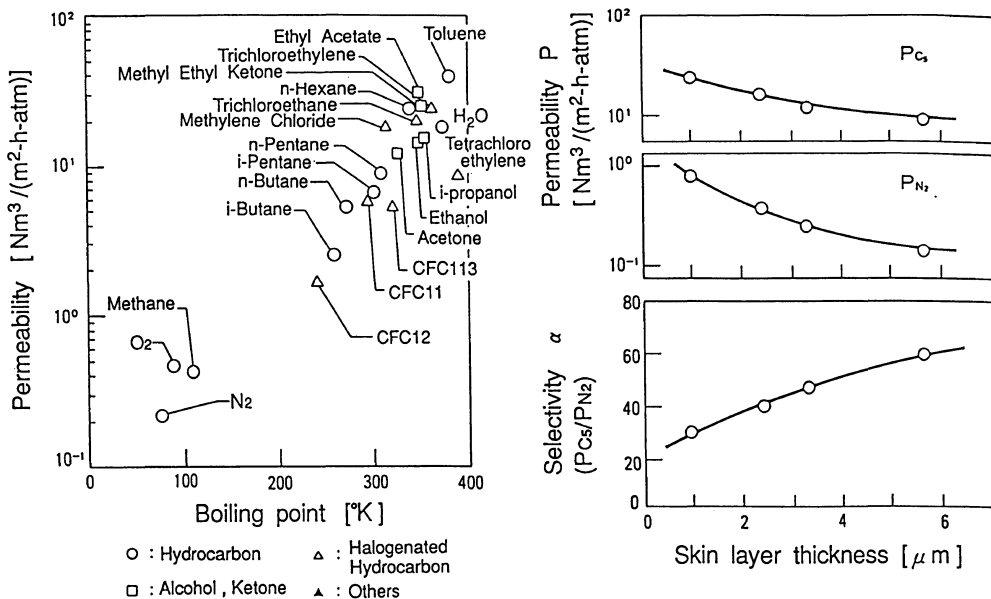 Permeability [ Nm³/(m²-h-atm)]
10²
10¹
10⁰
10⁻¹
Ethyl Acetate
Toluene
Trichloroethylene
Methyl Ethyl Ketone
n-Hexane
Trichloroethane
H₂O
Methylene Chloride
Tetrachloro
ethylene
n-Pentane
i-Pentane
n-Butane
i-propanol
i-Butane
Ethanol
Acetone
CFC113
CFC11
Methane
CFC12
O₂
N₂
0
100
200
300
400
Boiling point [°K]
○ : Hydrocarbon
△ : Halogenated
Hydrocarbon
□ : Alcohol , Ketone
▲ : Others
Permeability P
[ Nm³/(m²-h-atm)]
10²
10¹
Pc₅
10⁰
10⁻¹
PN₂
Selectivity α
(Pc₅/PN₂)
80
60
40
20
0
0
2
4
6
Skin layer thickness [ μm ]